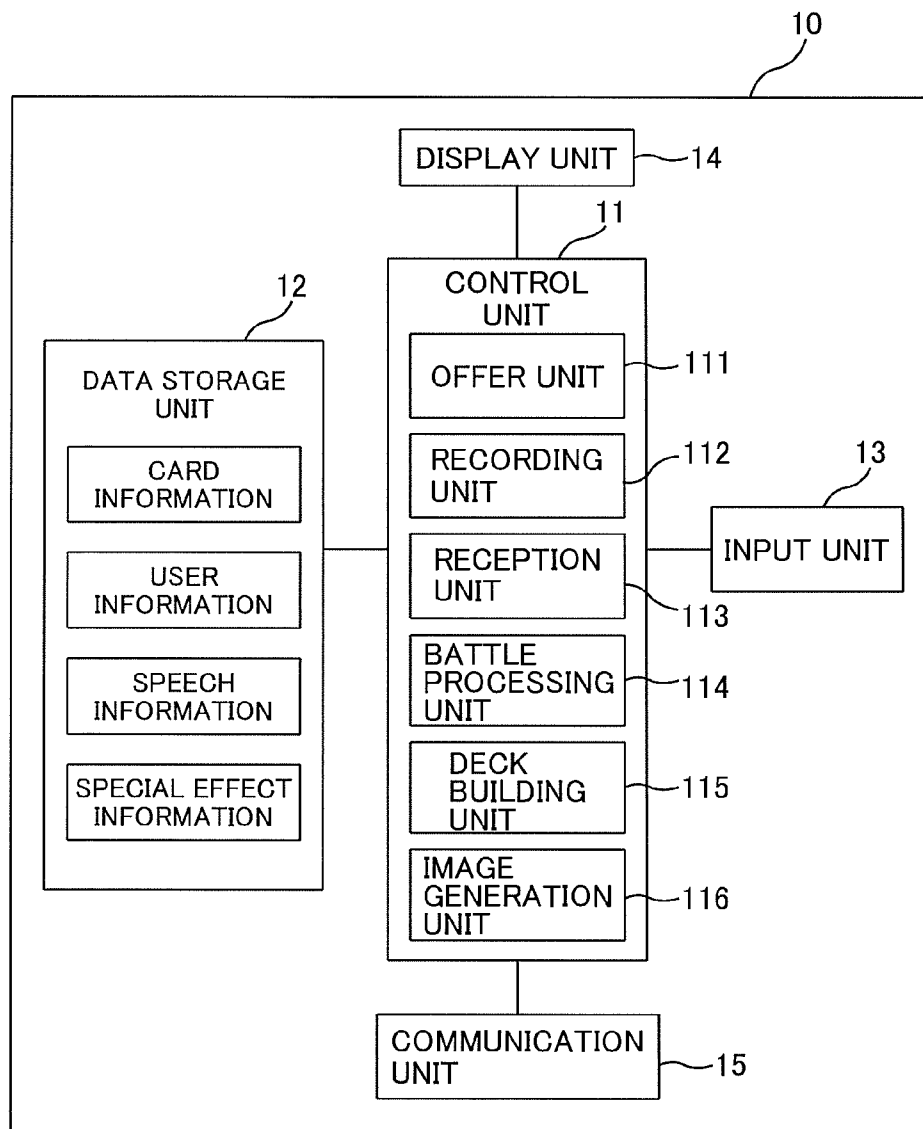 10
DISPLAY UNIT
14
11
CONTROL
UNIT
12
DATA STORAGE
UNIT
CARD
INFORMATION
USER
INFORMATION
SPEECH
INFORMATION
SPECIAL EFFECT
INFORMATION
OFFER UNIT
111
RECORDING
UNIT
112
RECEPTION
UNIT
113
BATTLE
PROCESSING
UNIT
114
DECK
BUILDING
UNIT
115
IMAGE
GENERATION
UNIT
116
13
INPUT UNIT
COMMUNICATION
UNIT
15